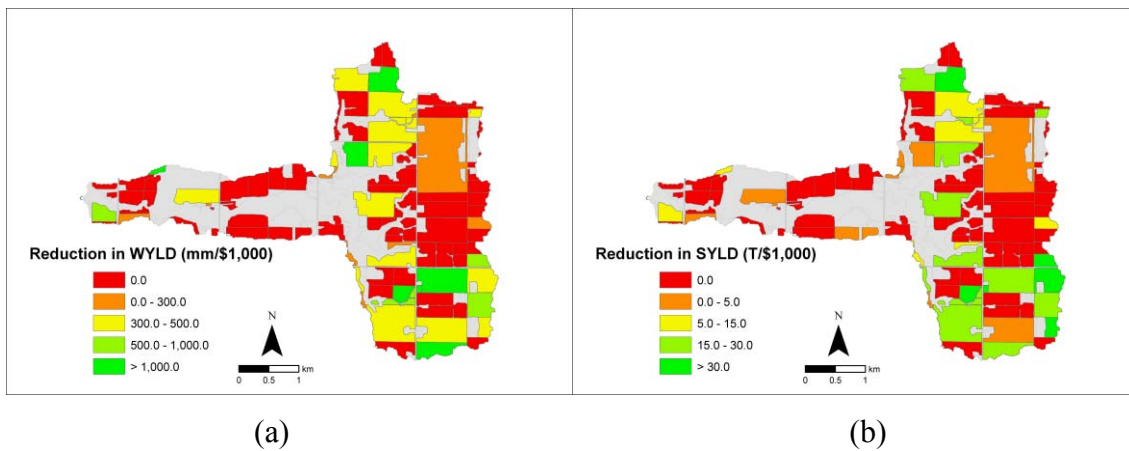 Reduction in WYLD (mm/$1,000)
0.0
0.0 - 300.0
300.0 - 500.0
500.0 - 1,000.0
> 1,000.0
N
0 0.5 1 km
(a)
Reduction in SYLD (T/$1,000)
0.0
0.0 - 5.0
5.0 - 15.0
15.0 - 30.0
> 30.0
N
0 0.5 1 km
(b)